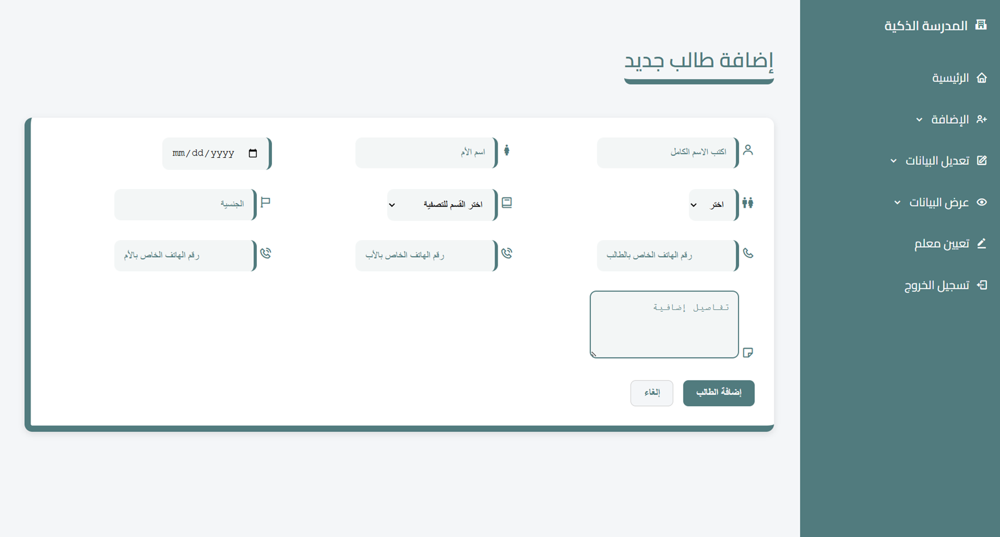 المدرسة الذكية
الرئيسية
الإضافة
تعديل البيانات
عرض البيانات
تعيين معلم
تسجيل الخروج
إضافة طالب جديد
اكتب الاسم الكامل
اسم الأم
mm/dd/yyyy
اختر
اختر القسم للتصفية
الجنسية
رقم الهاتف الخاص بالطالب
رقم الهاتف الخاص بالأب
رقم الهاتف الخاص بالأم
تفاصيل إضافية
إضافة الطالب
إلغاء